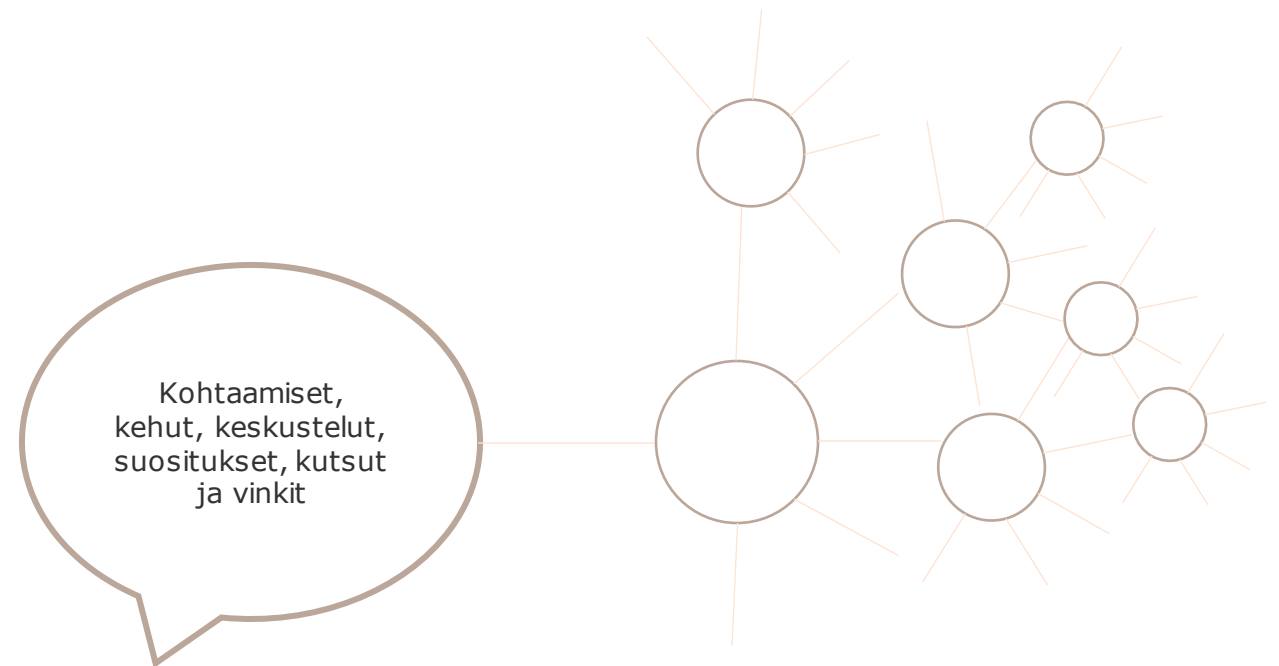 Kohtaamiset,
kehut, keskustelut,
suositukset, kutsut
ja vinkit